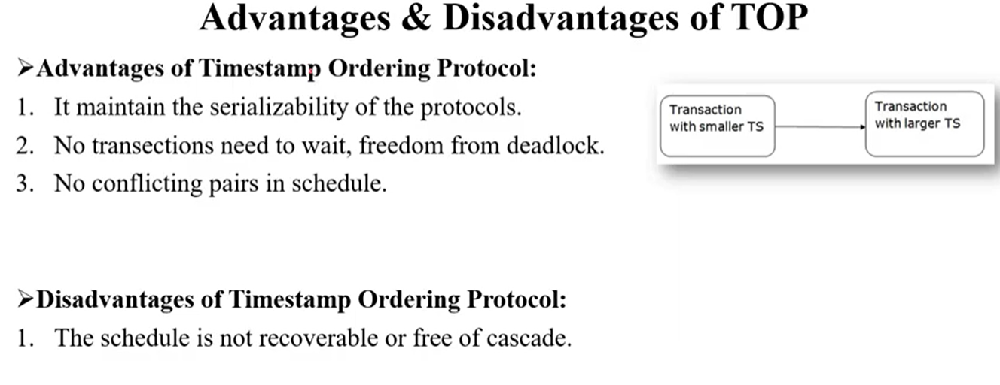 Advantages & Disadvantages of TOP
➢Advantages of Timestamp Ordering Protocol:
1. It maintain the serializability of the protocols.
2. No transections need to wait, freedom from deadlock.
3. No conflicting pairs in schedule.
Transaction
with smaller TS
Transaction
with larger TS
➢Disadvantages of Timestamp Ordering Protocol:
1. The schedule is not recoverable or free of cascade.